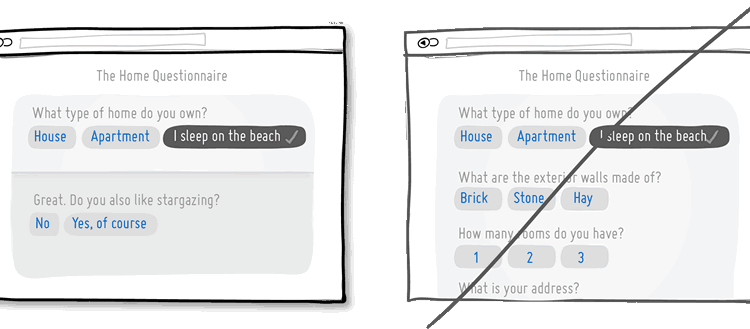 The Home Questionnaire
What type of home do you own?
House Apartment I sleep on the beach
Great. Do you also like stargazing?
No Yes, of course
The Home Questionnaire
What type of home do you own?
House Apartment I sleep on the beach
What are the exterior walls made of?
Brick Stone Hay
How many rooms do you have?
1 2 3
What is your address?